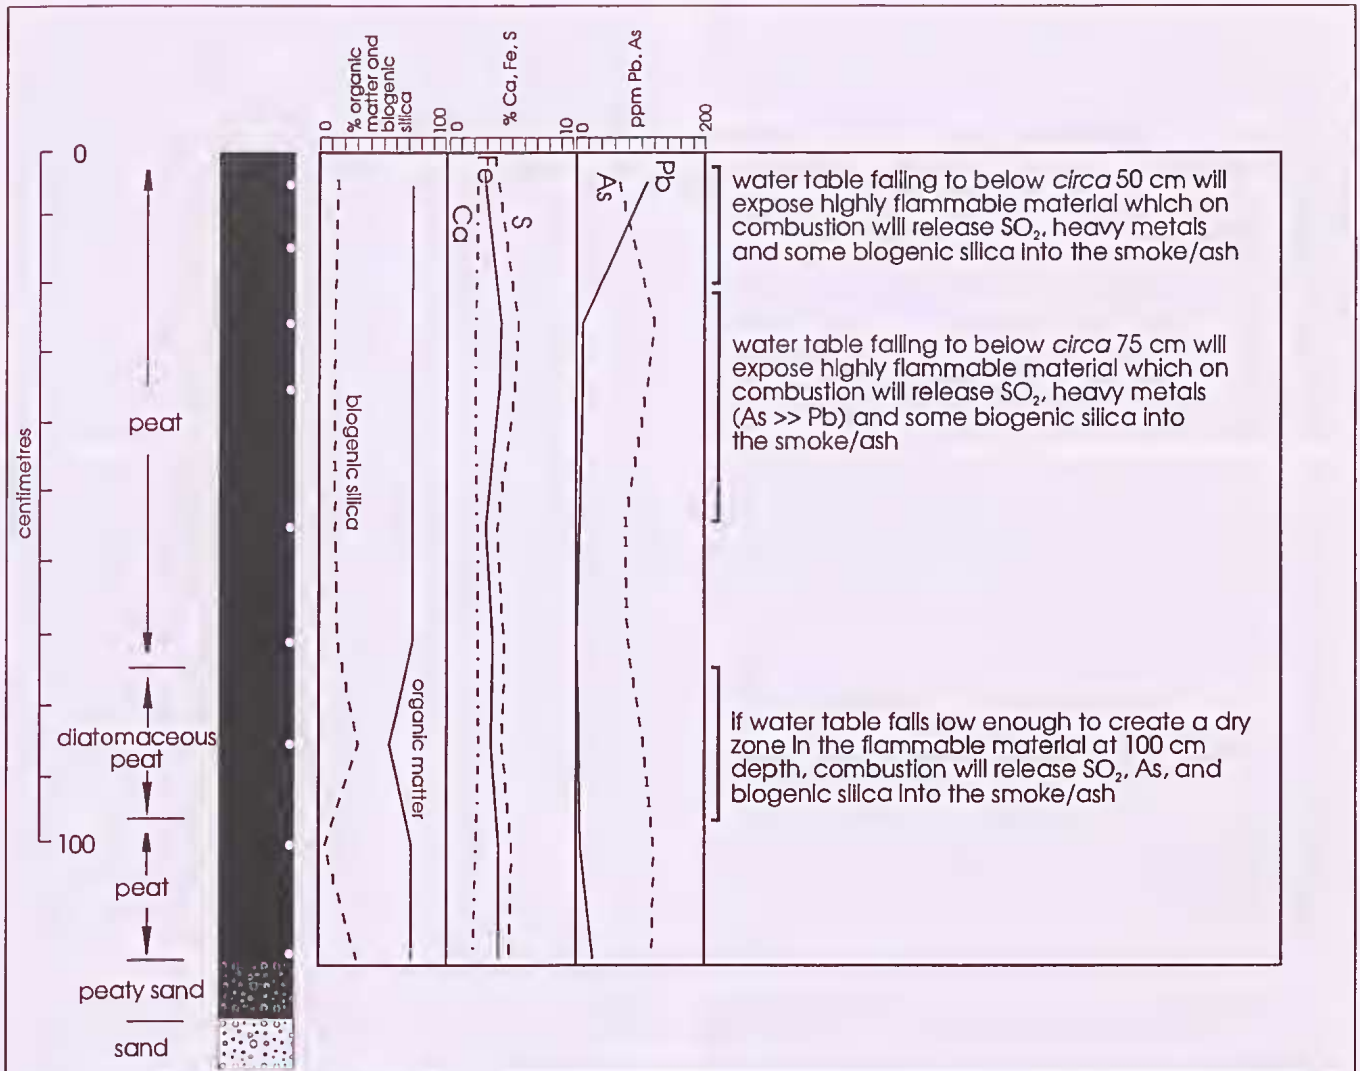 0
% organic
matter ond
biogenic
silica
100
0
% Ca, Fe, S
10
0
ppm Pb. As
200
0
centimetres
100
peat
diatomaceous
peat
peat
peaty sand
sand
biogenic silica
organic matter
Ca
Fe
S
As
Pb
water table falling to below circa 50 cm will
expose highly flammable material which on
combustion will release SO₂, heavy metals
and some biogenic silica into the smoke/ash
water table falling to below circa 75 cm will
expose highly flammable material which on
combustion will release SO₂, heavy metals
(As >> Pb) and some biogenic silica into
the smoke/ash
If water table falls low enough to create a dry
zone in the flammable material at 100 cm
depth, combustion will release SO₂, As, and
biogenic silica into the smoke/ash